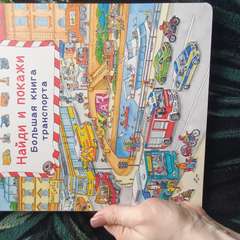 Найди и покажи
Большая книга
транспорта